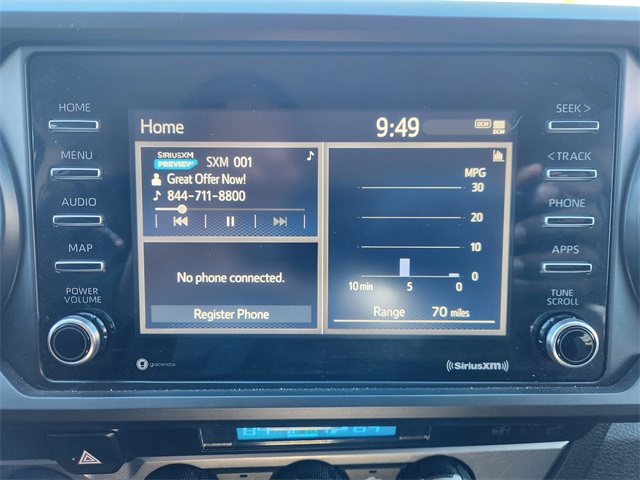 HOME
MENU
AUDIO
MAP
POWER
VOLUME
Home
9:49
DCM
DCM
SIRIUSXM
PREVIEW
SXM 001
Great Offer Now!
844-711-8800
No phone connected.
Register Phone
MPG
30
20
10
0
10 min 5 0
Range 70 miles
SEEK >
< TRACK
PHONE
APPS
TUNE
SCROLL
gracenote
((SiriusXM))